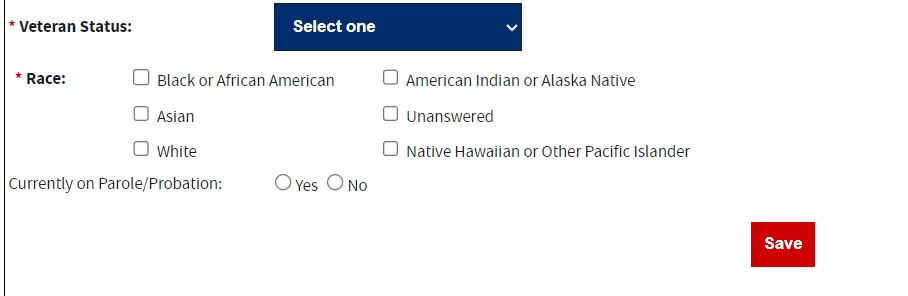 * Veteran Status: Select one
* Race: Black or African American American Indian or Alaska Native
Asian Unanswered
White Native Hawaiian or Other Pacific Islander
Currently on Parole/Probation: Yes No
Save